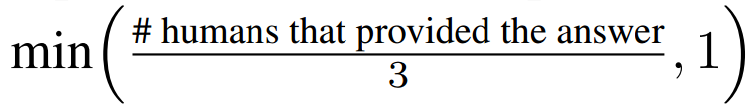 min(# humans that provided the answer / 3, 1)